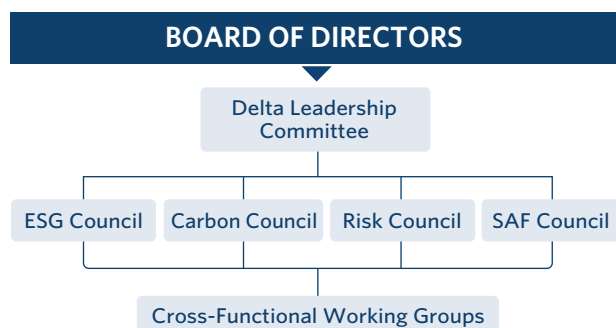 BOARD OF DIRECTORS
Delta Leadership
Committee
ESG Council
Carbon Council
Risk Council
SAF Council
Cross-Functional Working Groups